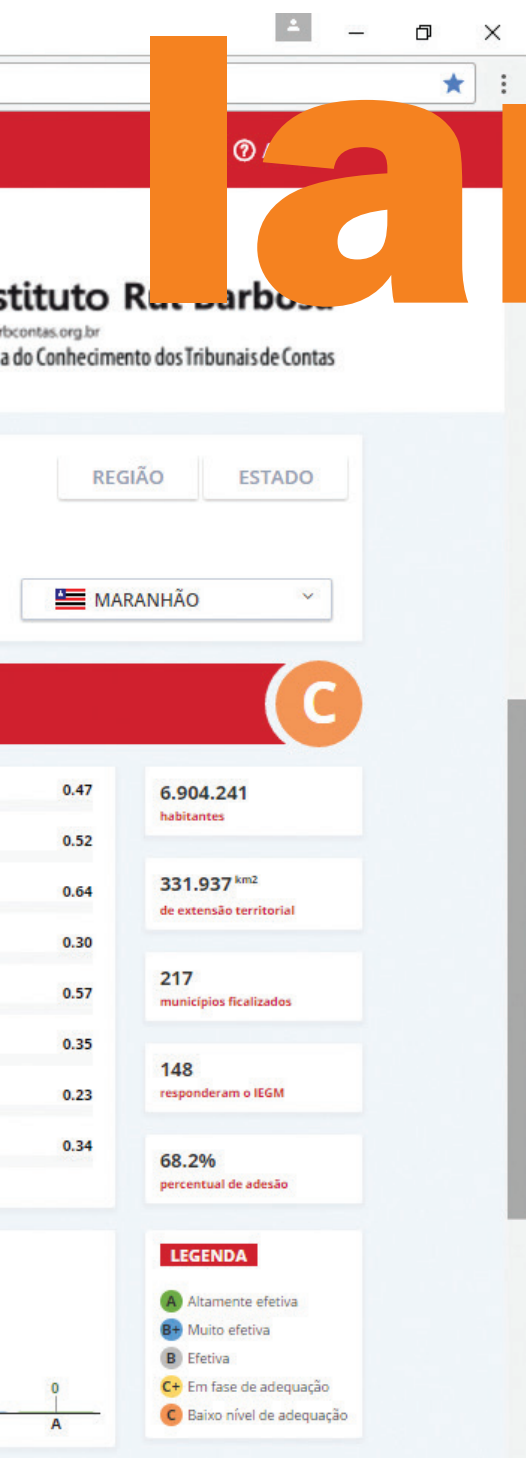 lar
stituto Rui Barbosa
rbcontas.org.br
a do Conhecimento dos Tribunais de Contas
REGIÃO ESTADO
MARANHÃO
C
0.47
0.52
0.64
0.30
0.57
0.35
0.23
0.34
6.904.241
habitantes
331.937 km2
de extensão territorial
217
municípios ficalizados
148
responderam o IEGM
68.2%
percentual de adesão
LEGENDA
A Altamente efetiva
B+ Muito efetiva
B Efetiva
C+ Em fase de adequação
C Baixo nível de adequação
0
A